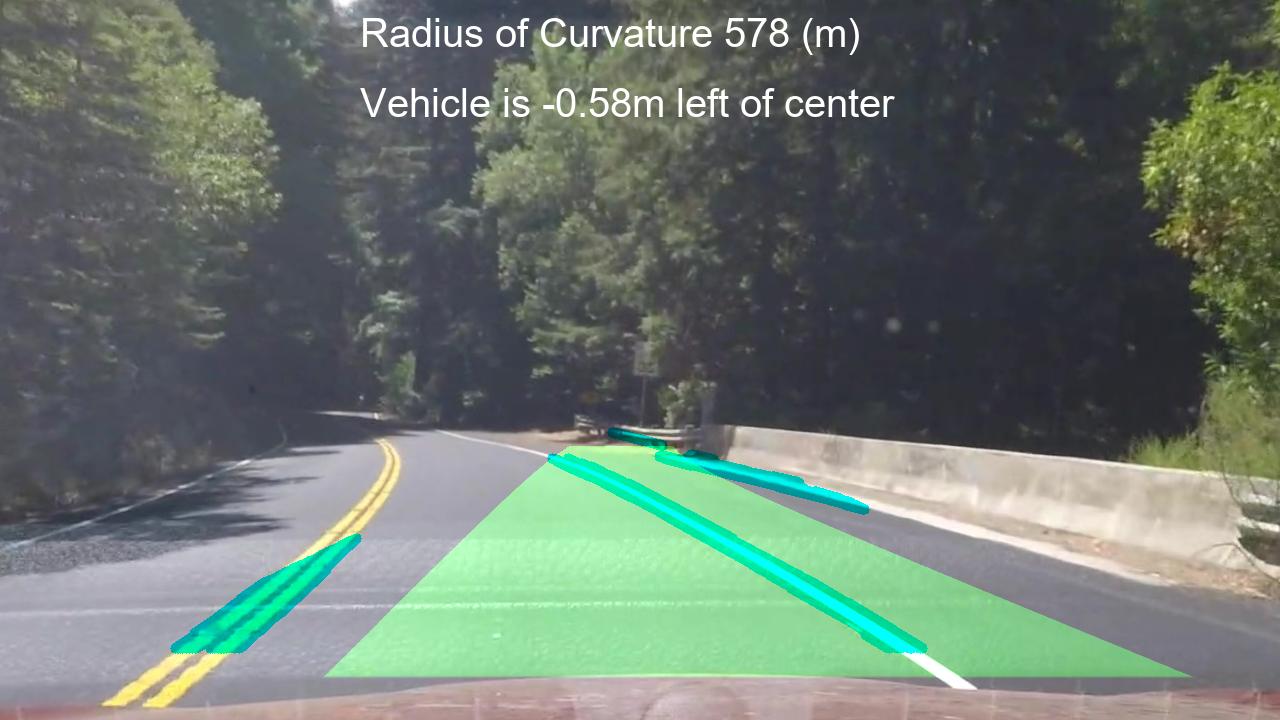 Radius of Curvature 578 (m)
Vehicle is -0.58m left of center